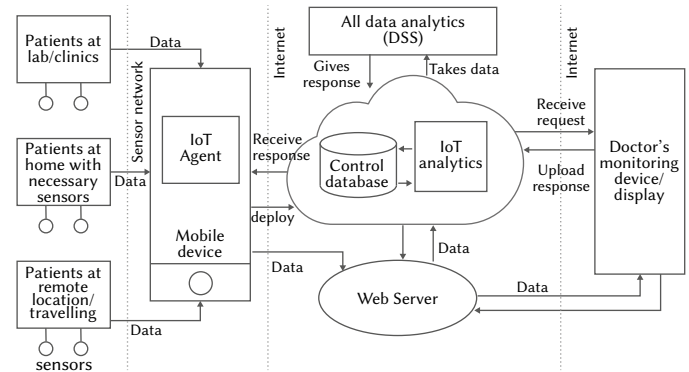 Patients at
lab/clinics
Data
Sensor network
Internet
All data analytics
(DSS)
Gives
response
Takes data
Internet
IoT
Agent
Receive
response
Control
database
IoT
analytics
Receive
request
Upload
response
Doctor's
monitoring
device/
display
Patients at
home with
necessary
sensors
Data
deploy
Mobile
device
Data
Data
Web Server
Data
Patients at
remote
location/
travelling
Data
sensors